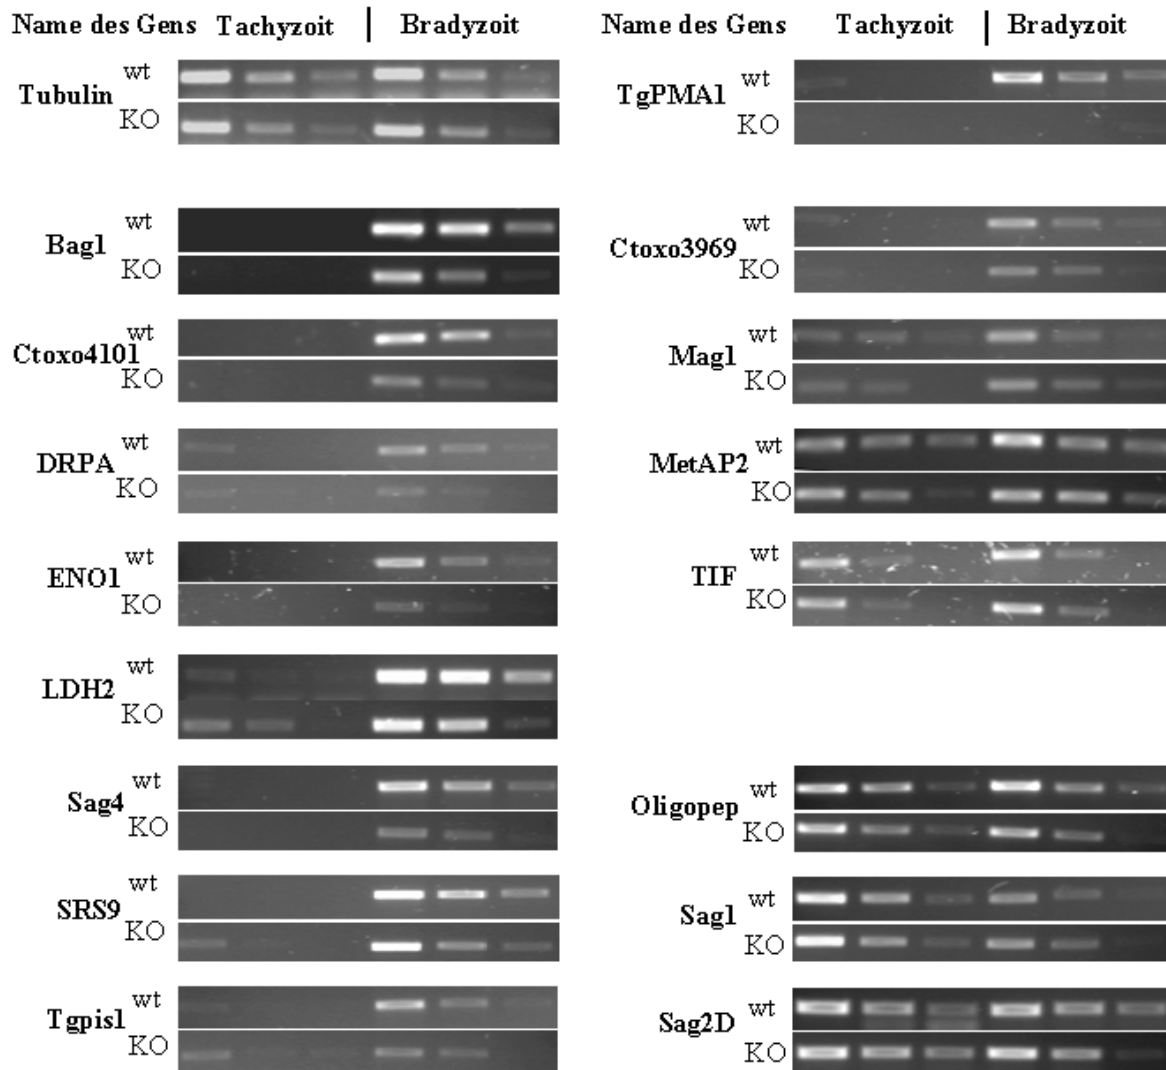 Name des Gens Tachyzoit | Bradyzoit
wt
Tubulin
KO
wt
Bag1
KO
wt
Ctoxo4101
KO
wt
DRPA
KO
wt
ENO1
KO
wt
LDH2
KO
wt
Sag4
KO
wt
SRS9
KO
wt
Tgpis1
KO
Name des Gens Tachyzoit | Bradyzoit
wt
TgPMA1
KO
wt
Ctoxo3969
KO
wt
Mag1
KO
wt
MetAP2
KO
wt
TIF
KO
wt
Oligopep
KO
wt
Sag1
KO
wt
Sag2D
KO